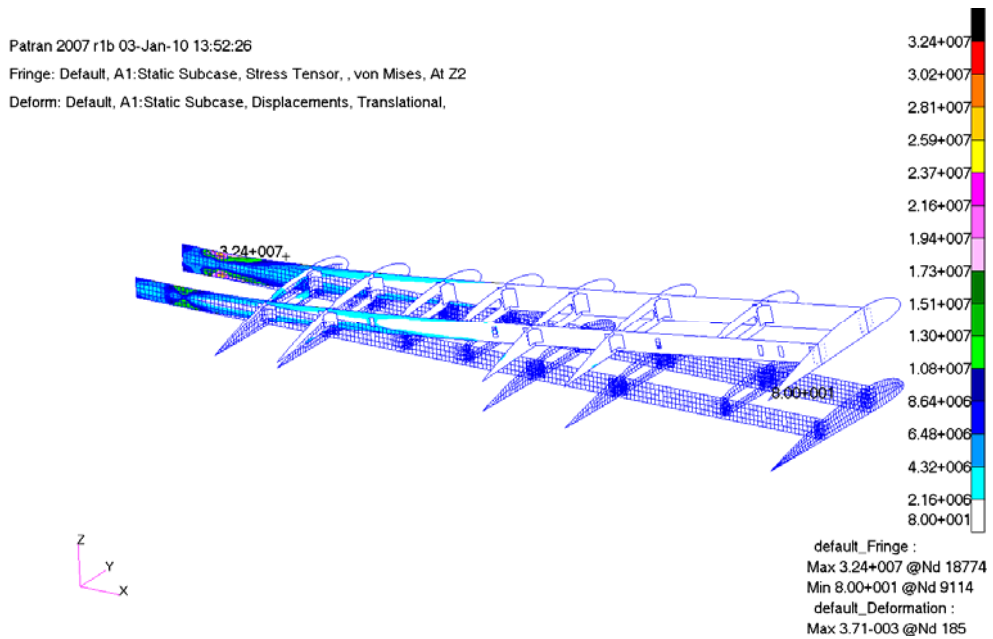 Patran 2007 r1b 03-Jan-10 13:52:26
Fringe: Default, A1:Static Subcase, Stress Tensor, , von Mises, At Z2
Deform: Default, A1:Static Subcase, Displacements, Translational,
3.24+007
3.02+007
2.81+007
2.59+007
2.37+007
2.16+007
1.94+007
1.73+007
1.51+007
1.30+007
1.08+007
8.64+006
6.48+006
4.32+006
2.16+006
8.00+001
3.24+007
8.00+001
Z
Y
X
default_Fringe :
Max 3.24+007 @Nd 18774
Min 8.00+001 @Nd 9114
default_Deformation :
Max 3.71-003 @Nd 185